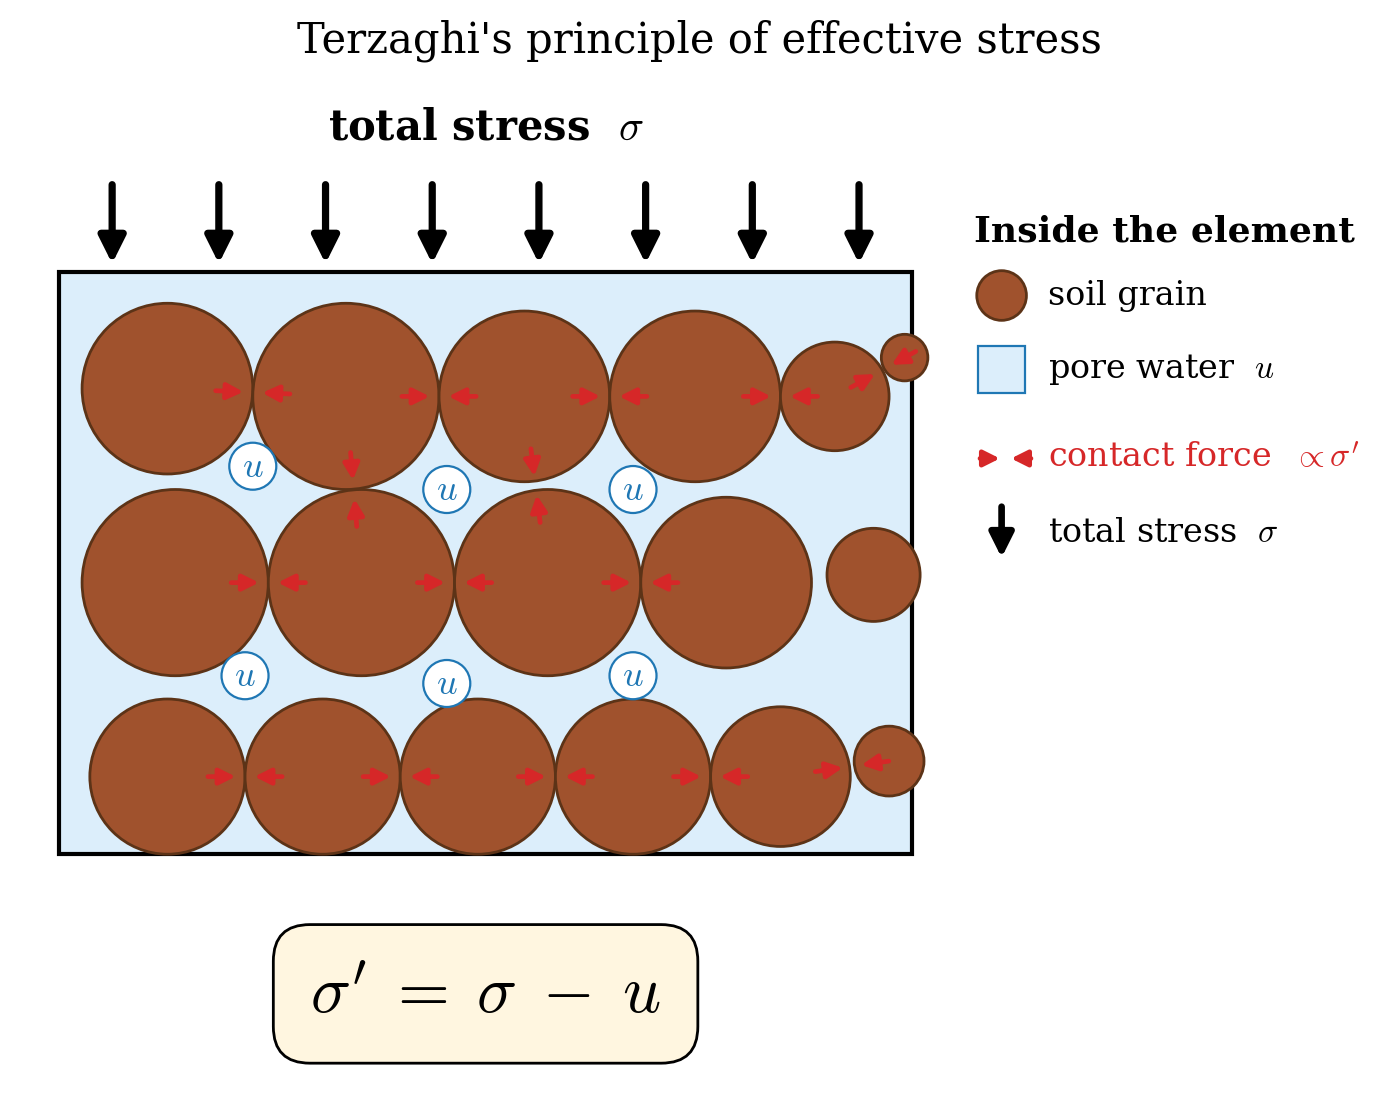 Terzaghi's principle of effective stress
total stress σ
Inside the element
soil grain
pore water u
contact force ∝σ′
total stress σ
u
u
u
u
u
u
σ′ = σ − u